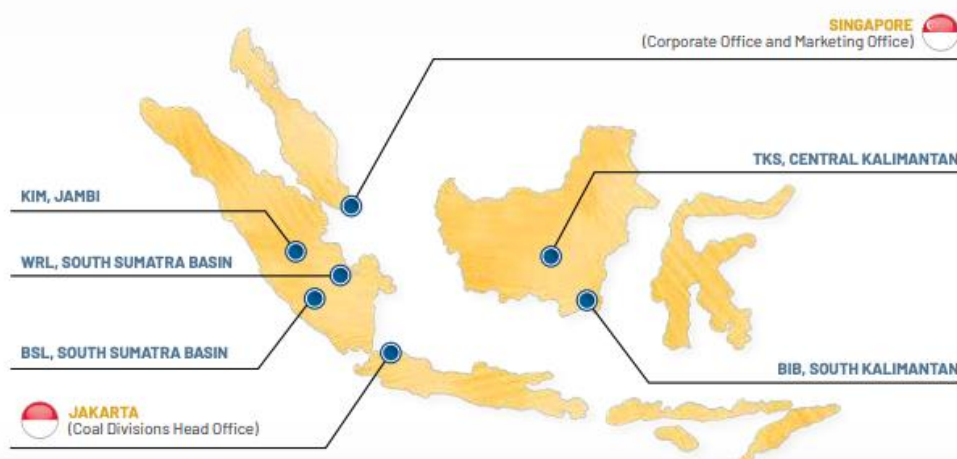 SINGAPORE
(Corporate Office and Marketing Office)
TKS, CENTRAL KALIMANTAN
KIM, JAMBI
WRL, SOUTH SUMATRA BASIN
BSL, SOUTH SUMATRA BASIN
BIB, SOUTH KALIMANTAN
JAKARTA
(Coal Divisions Head Office)